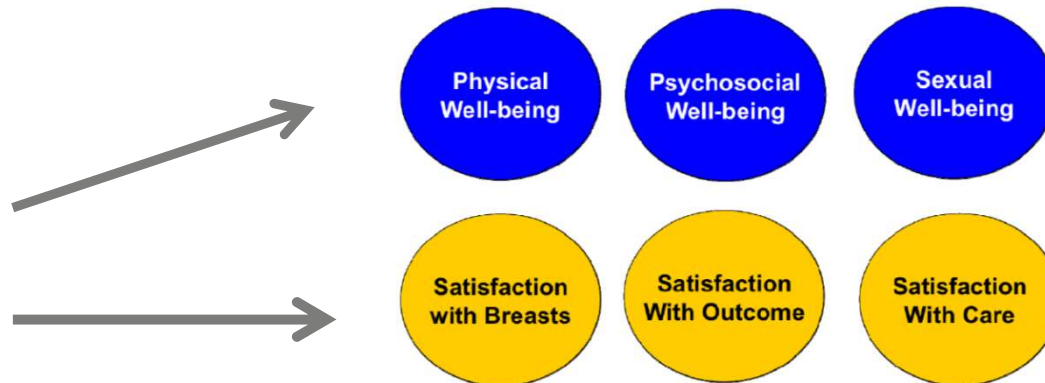 Physical
Well-being
Psychosocial
Well-being
Sexual
Well-being
Satisfaction
with Breasts
Satisfaction
With Outcome
Satisfaction
With Care